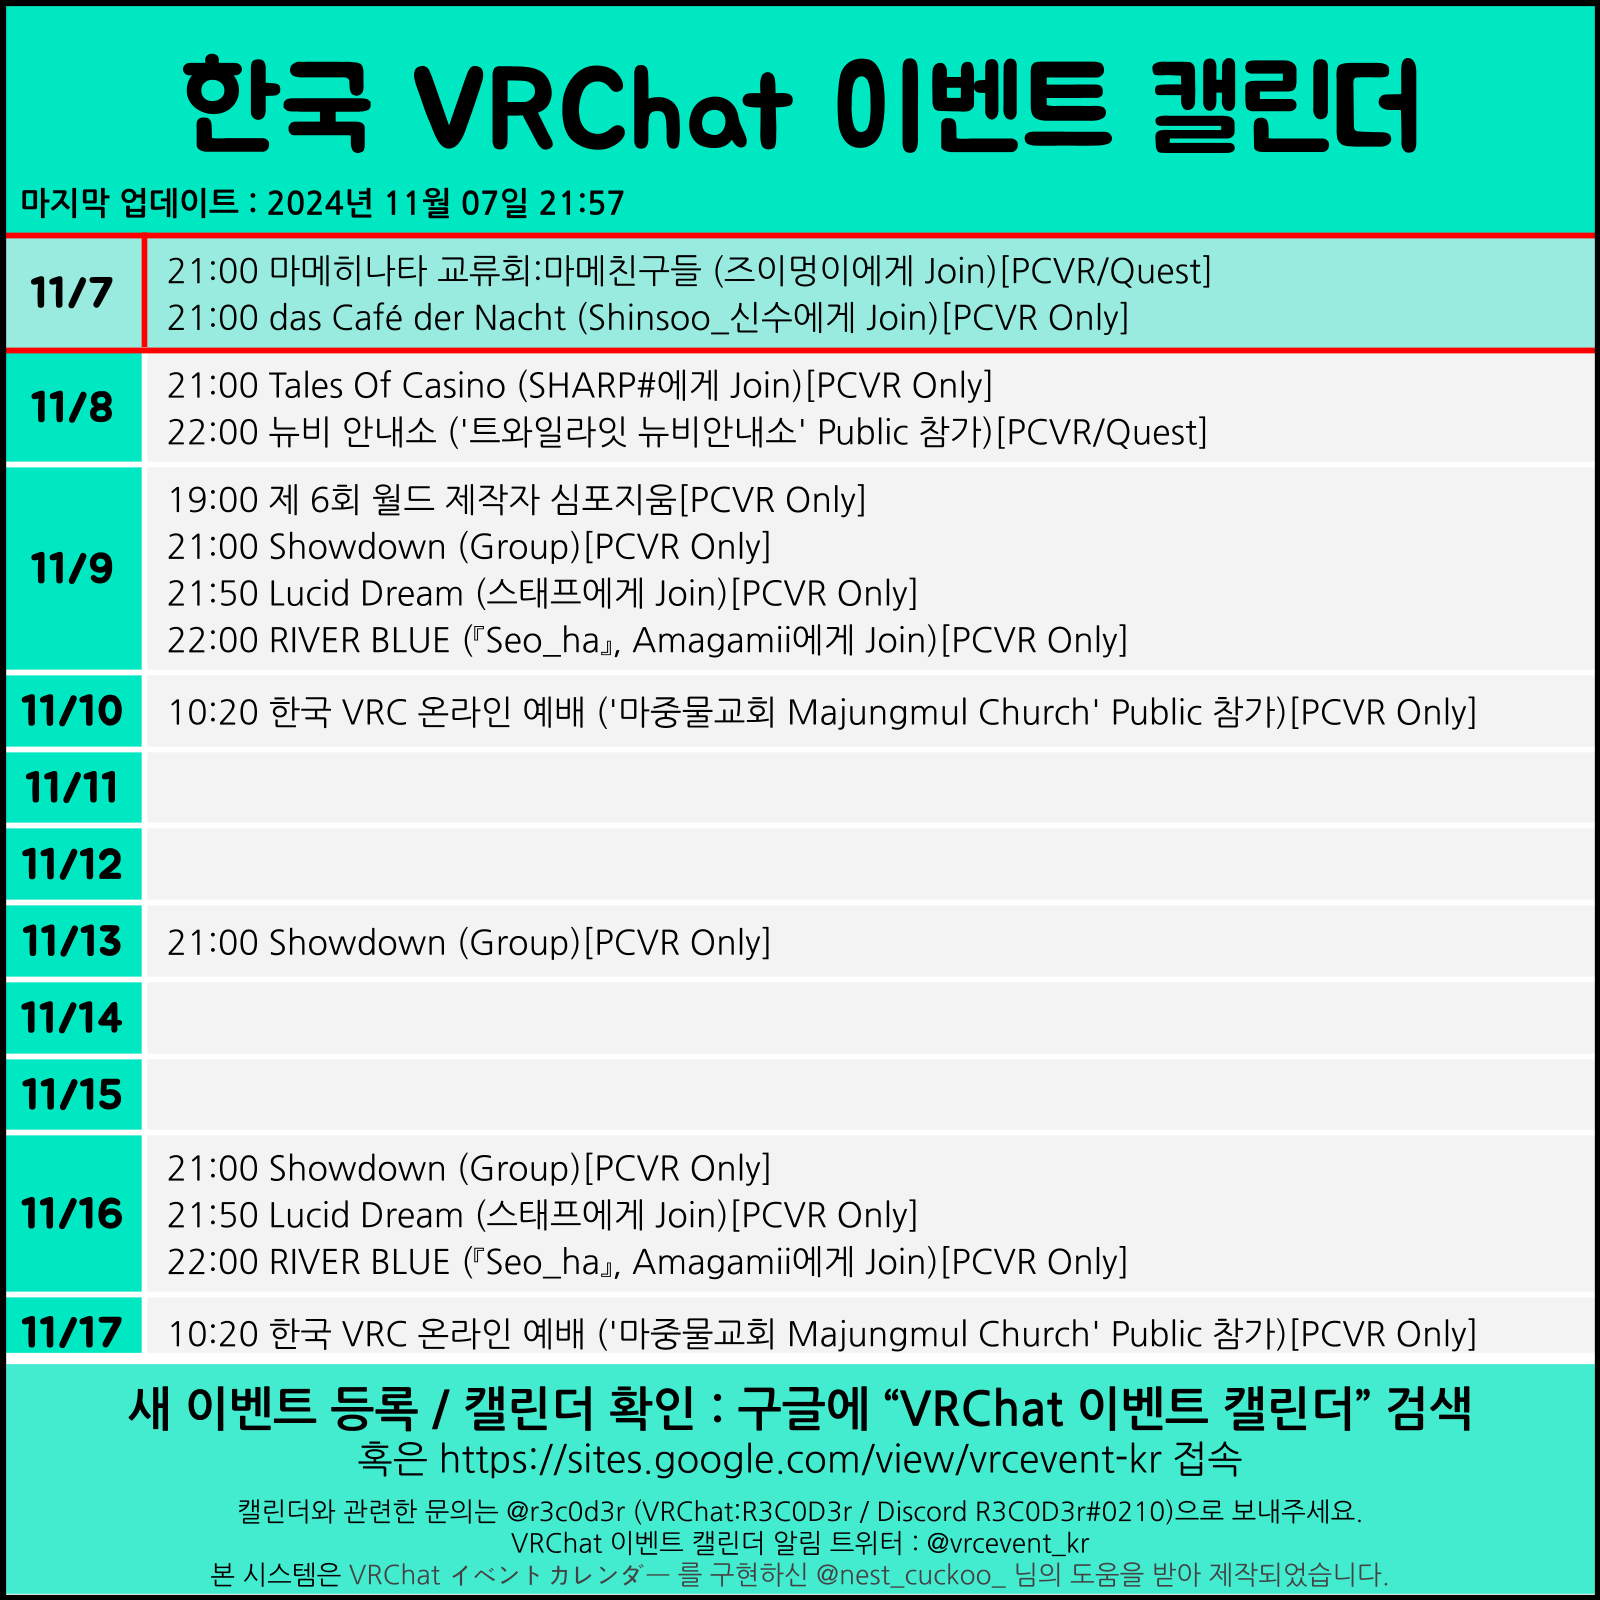 한국 VRChat 이벤트 캘린더
마지막 업데이트 : 2024년 11월 07일 21:57
11/7
21:00 마메히나타 교류회:마메친구들 (즈이멍이에게 Join)[PCVR/Quest]
21:00 das Café der Nacht (Shinsoo_신수에게 Join)[PCVR Only]
11/8
21:00 Tales Of Casino (SHARP#에게 Join)[PCVR Only]
22:00 뉴비 안내소 ('트와일라잇 뉴비안내소' Public 참가)[PCVR/Quest]
11/9
19:00 제 6회 월드 제작자 심포지움[PCVR Only]
21:00 Showdown (Group)[PCVR Only]
21:50 Lucid Dream (스태프에게 Join)[PCVR Only]
22:00 RIVER BLUE (『Seo_ha』, Amagamii에게 Join)[PCVR Only]
11/10
10:20 한국 VRC 온라인 예배 ('마중물교회 Majungmul Church' Public 참가)[PCVR Only]
11/11
11/12
11/13
21:00 Showdown (Group)[PCVR Only]
11/14
11/15
11/16
21:00 Showdown (Group)[PCVR Only]
21:50 Lucid Dream (스태프에게 Join)[PCVR Only]
22:00 RIVER BLUE (『Seo_ha』, Amagamii에게 Join)[PCVR Only]
11/17
10:20 한국 VRC 온라인 예배 ('마중물교회 Majungmul Church' Public 참가)[PCVR Only]
새 이벤트 등록 / 캘린더 확인 : 구글에 “VRChat 이벤트 캘린더” 검색
혹은 https://sites.google.com/view/vrcevent-kr 접속
캘린더와 관련한 문의는 @r3c0d3r (VRChat:R3C0D3r / Discord R3C0D3r#0210)으로 보내주세요.
VRChat 이벤트 캘린더 알림 트위터 : @vrcevent_kr
본 시스템은 VRChat イベントカレンダー 를 구현하신 @nest_cuckoo_ 님의 도움을 받아 제작되었습니다.